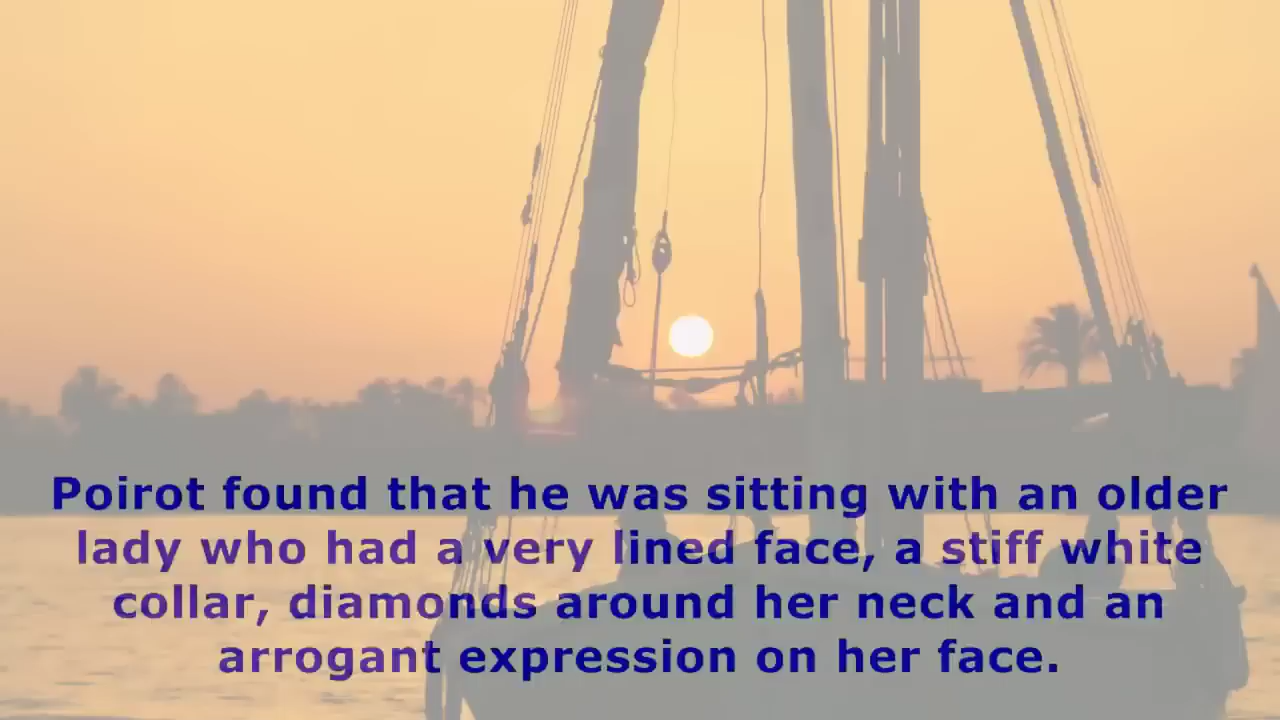 Poirot found that he was sitting with an older
lady who had a very lined face, a stiff white
collar, diamonds around her neck and an
arrogant expression on her face.